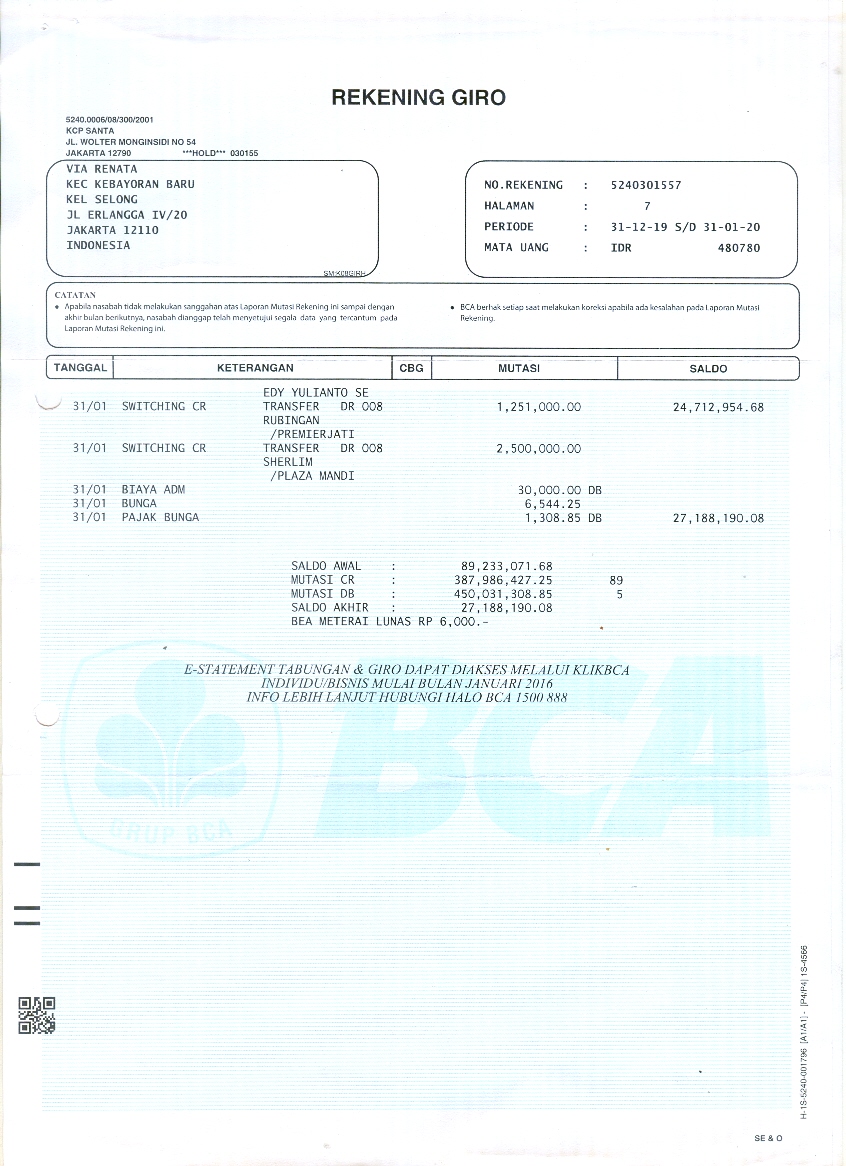 REKENING GIRO
5240.0006/08/300/2001
KCP SANTA
JL. WOLTER MONGINSIDI NO 54
JAKARTA 12790 ***HOLD*** 030155
VIA RENATA
KEC KEBAYORAN BARU
KEL SELONG
JL ERLANGGA IV/20
JAKARTA 12110
INDONESIA
SM:K08GIRH
NO.REKENING : 5240301557
HALAMAN : 7
PERIODE : 31-12-19 S/D 31-01-20
MATA UANG : IDR 480780
CATATAN
• Apabila nasabah tidak melakukan sanggahan atas Laporan Mutasi Rekening ini sampai dengan
akhir bulan berikutnya, nasabah dianggap telah menyetujui segala data yang tercantum pada
Laporan Mutasi Rekening ini.
• BCA berhak setiap saat melakukan koreksi apabila ada kesalahan pada Laporan Mutasi
Rekening.
TANGGAL KETERANGAN CBG MUTASI SALDO
EDY YULIANTO SE
31/01 SWITCHING CR TRANSFER DR 008 1,251,000.00 24,712,954.68
RUBINGAN
/PREMIERJATI
31/01 SWITCHING CR TRANSFER DR 008 2,500,000.00
SHERLIM
/PLAZA MANDI
31/01 BIAYA ADM 30,000.00 DB
31/01 BUNGA 6,544.25
31/01 PAJAK BUNGA 1,308.85 DB 27,188,190.08
SALDO AWAL : 89,233,071.68
MUTASI CR : 387,986,427.25 89
MUTASI DB : 450,031,308.85 5
SALDO AKHIR : 27,188,190.08
BEA METERAI LUNAS RP 6,000.-
E-STATEMENT TABUNGAN & GIRO DAPAT DIAKSES MELALUI KLIKBCA
INDIVIDU/BISNIS MULAI BULAN JANUARI 2016
INFO LEBIH LANJUT HUBUNGI HALO BCA 1500 888
GRUP BCA
BCA
H-1S-5240-001796 [A1/A1] - [P4/P4] 1S-4566
SE & O